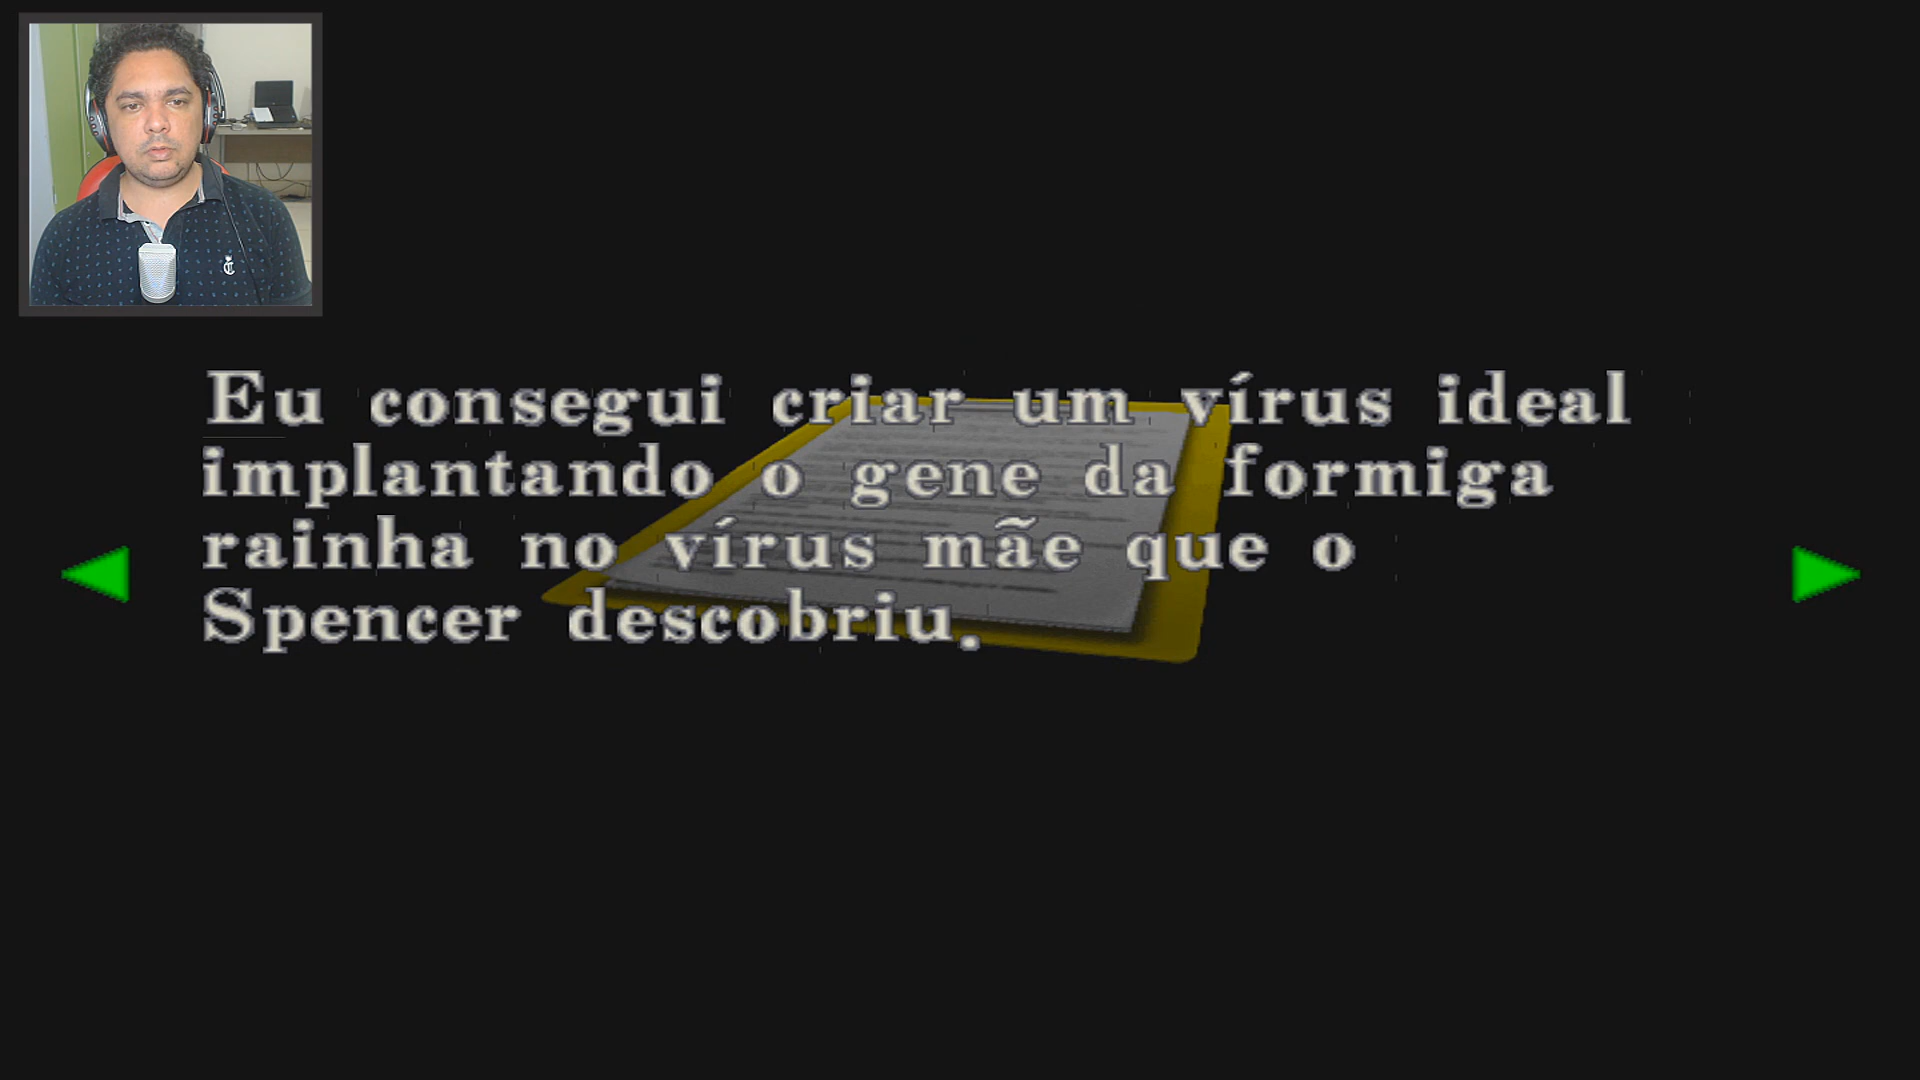 Eu consegui criar um vírus ideal
implantando o gene da formiga
rainha no vírus mãe que o
Spencer descobriu.